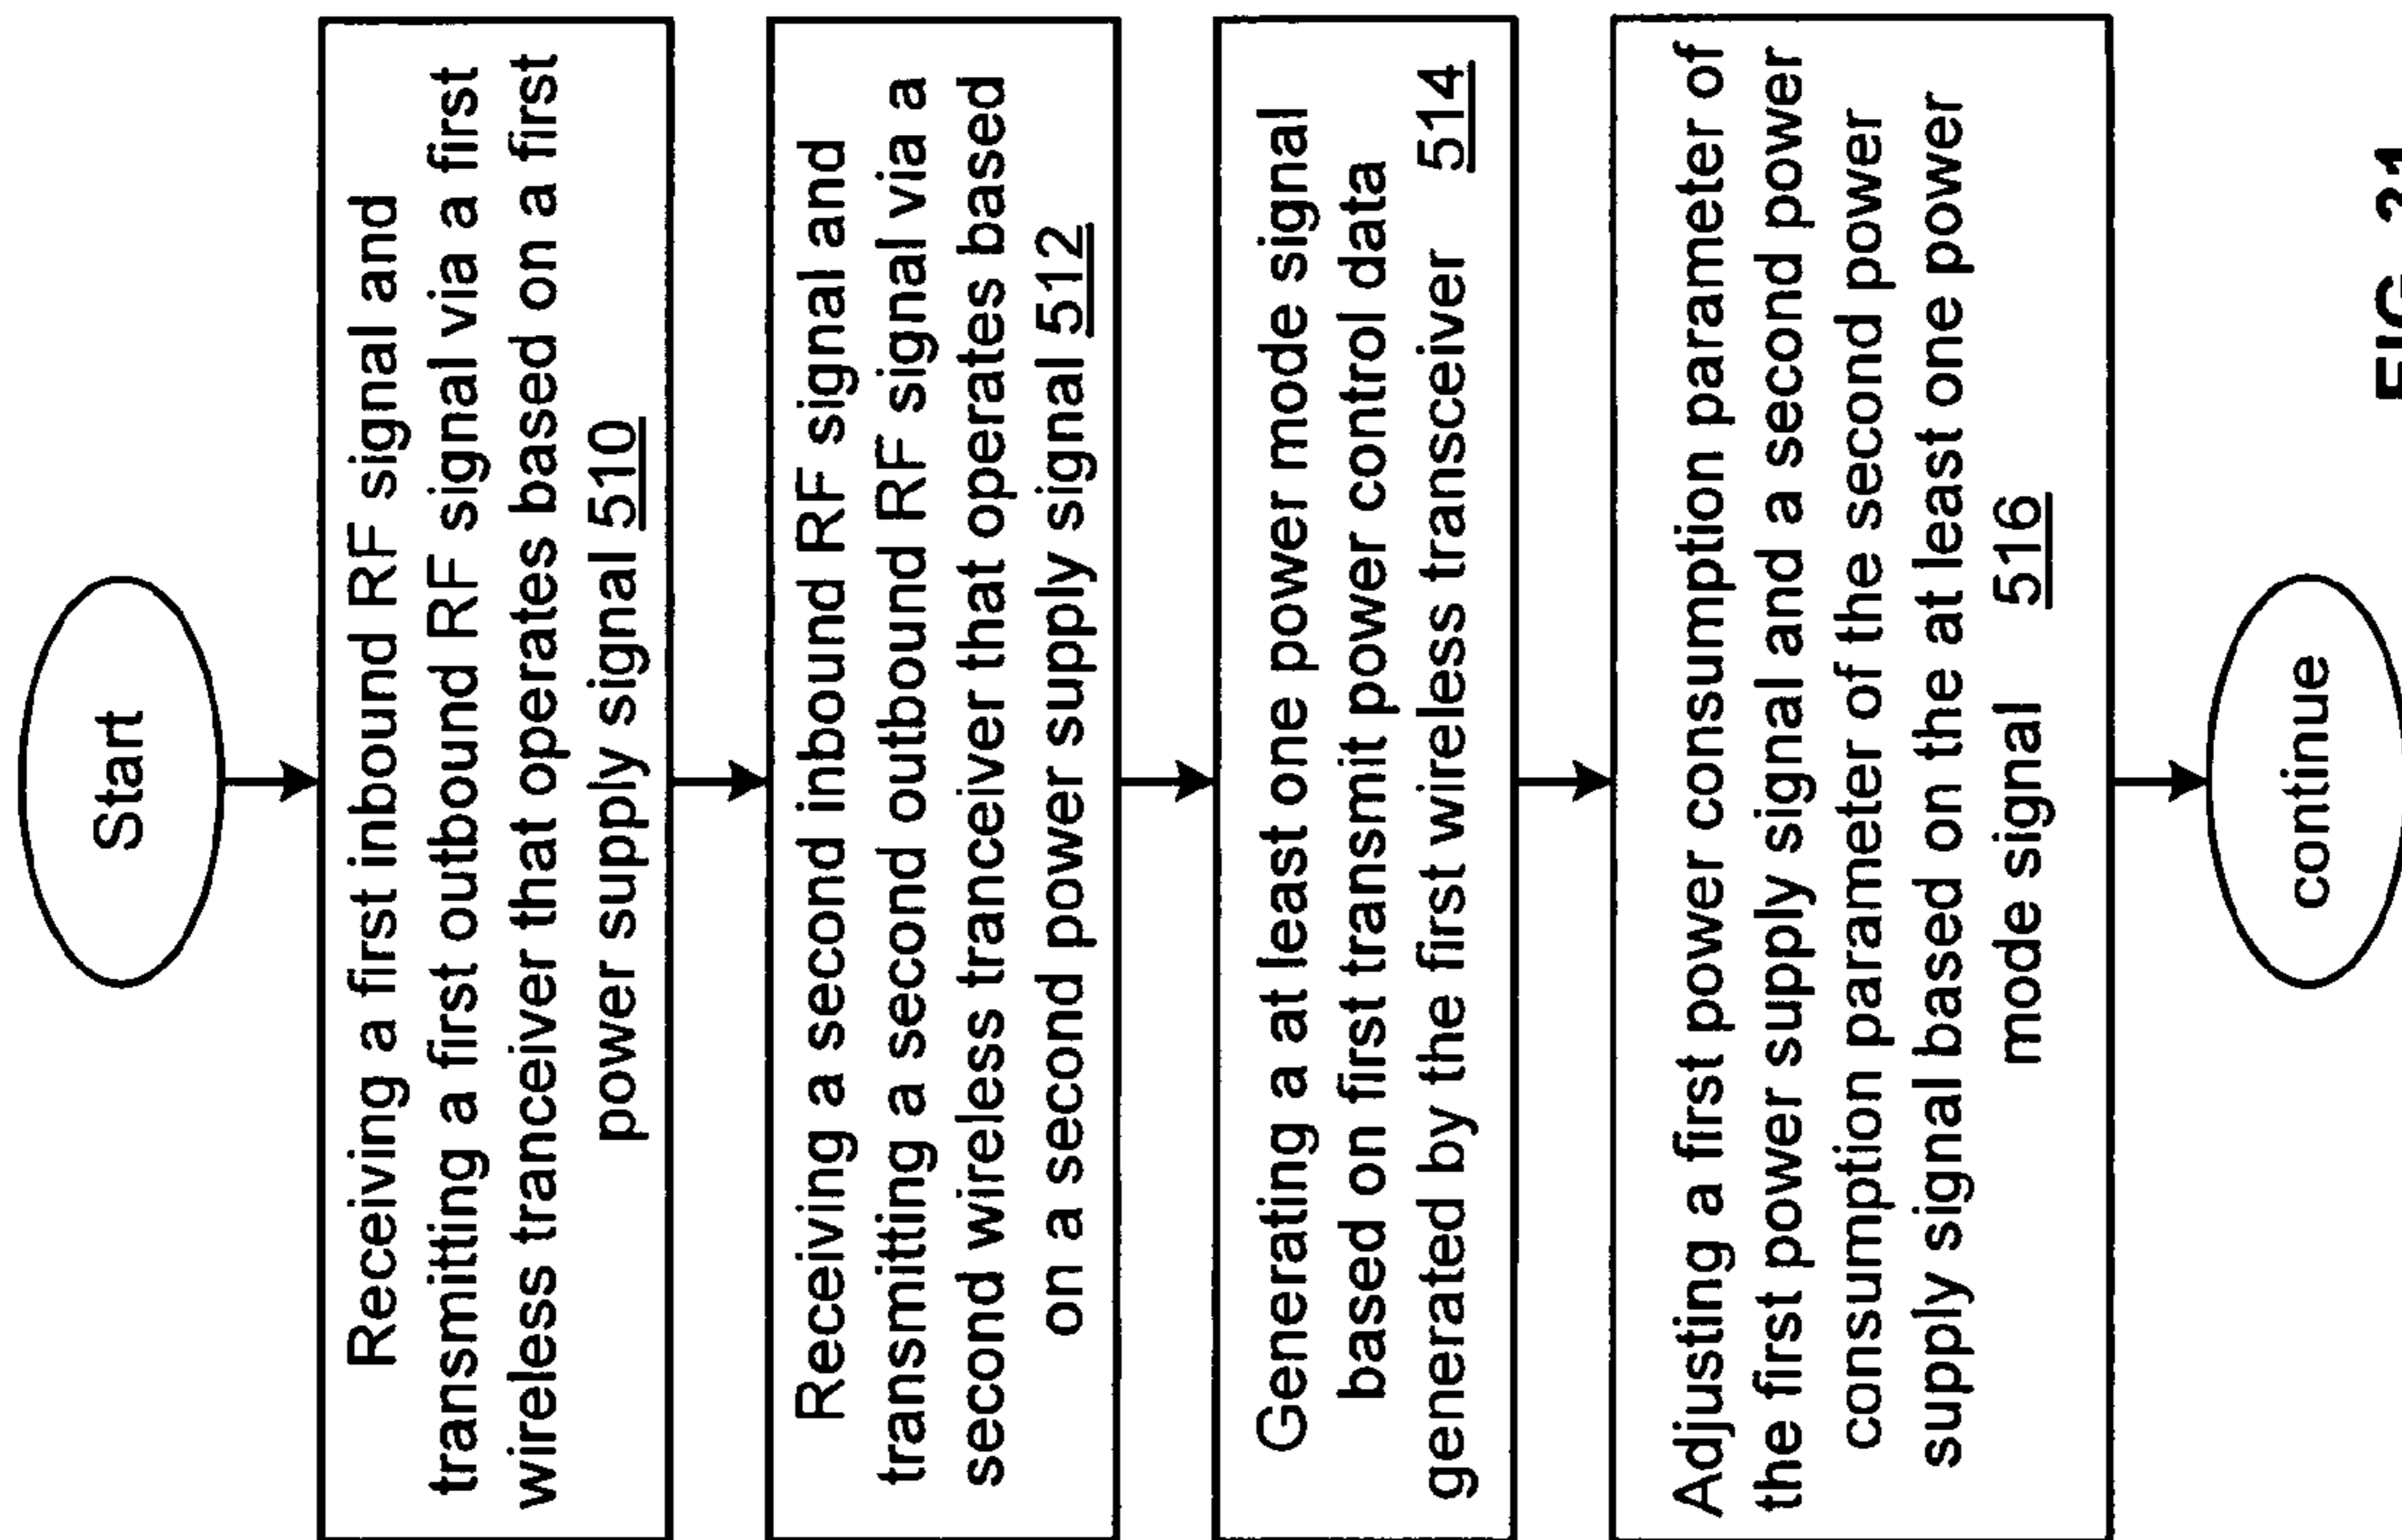 Start
Receiving a first inbound RF signal and
transmitting a first outbound RF signal via a first
wireless tranceiver that operates based on a first
power supply signal 510
Receiving a second inbound RF signal and
transmitting a second outbound RF signal via a
second wireless tranceiver that operates based
on a second power supply signal 512
Generating a at least one power mode signal
based on first transmit power control data
generated by the first wireless transceiver 514
Adjusting a first power consumption parameter of
the first power supply signal and a second power
consumption parameter of the second power
supply signal based on the at least one power
mode signal 516
continue
FIG.